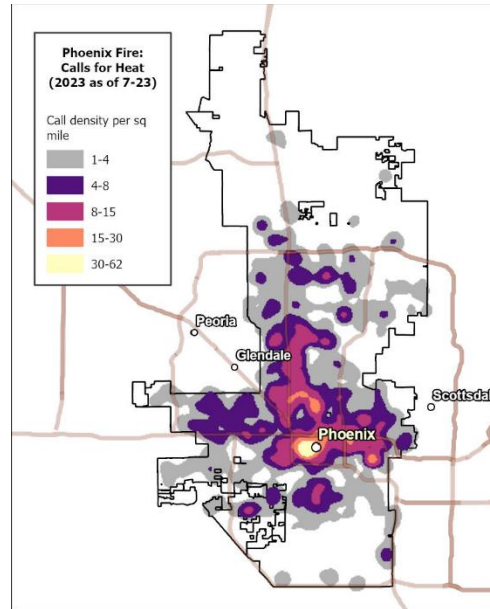 Phoenix Fire:
Calls for Heat
(2023 as of 7-23)
Call density per sq
mile
1-4
4-8
8-15
15-30
30-62
Peoria
Glendale
Scottsdal
Phoenix